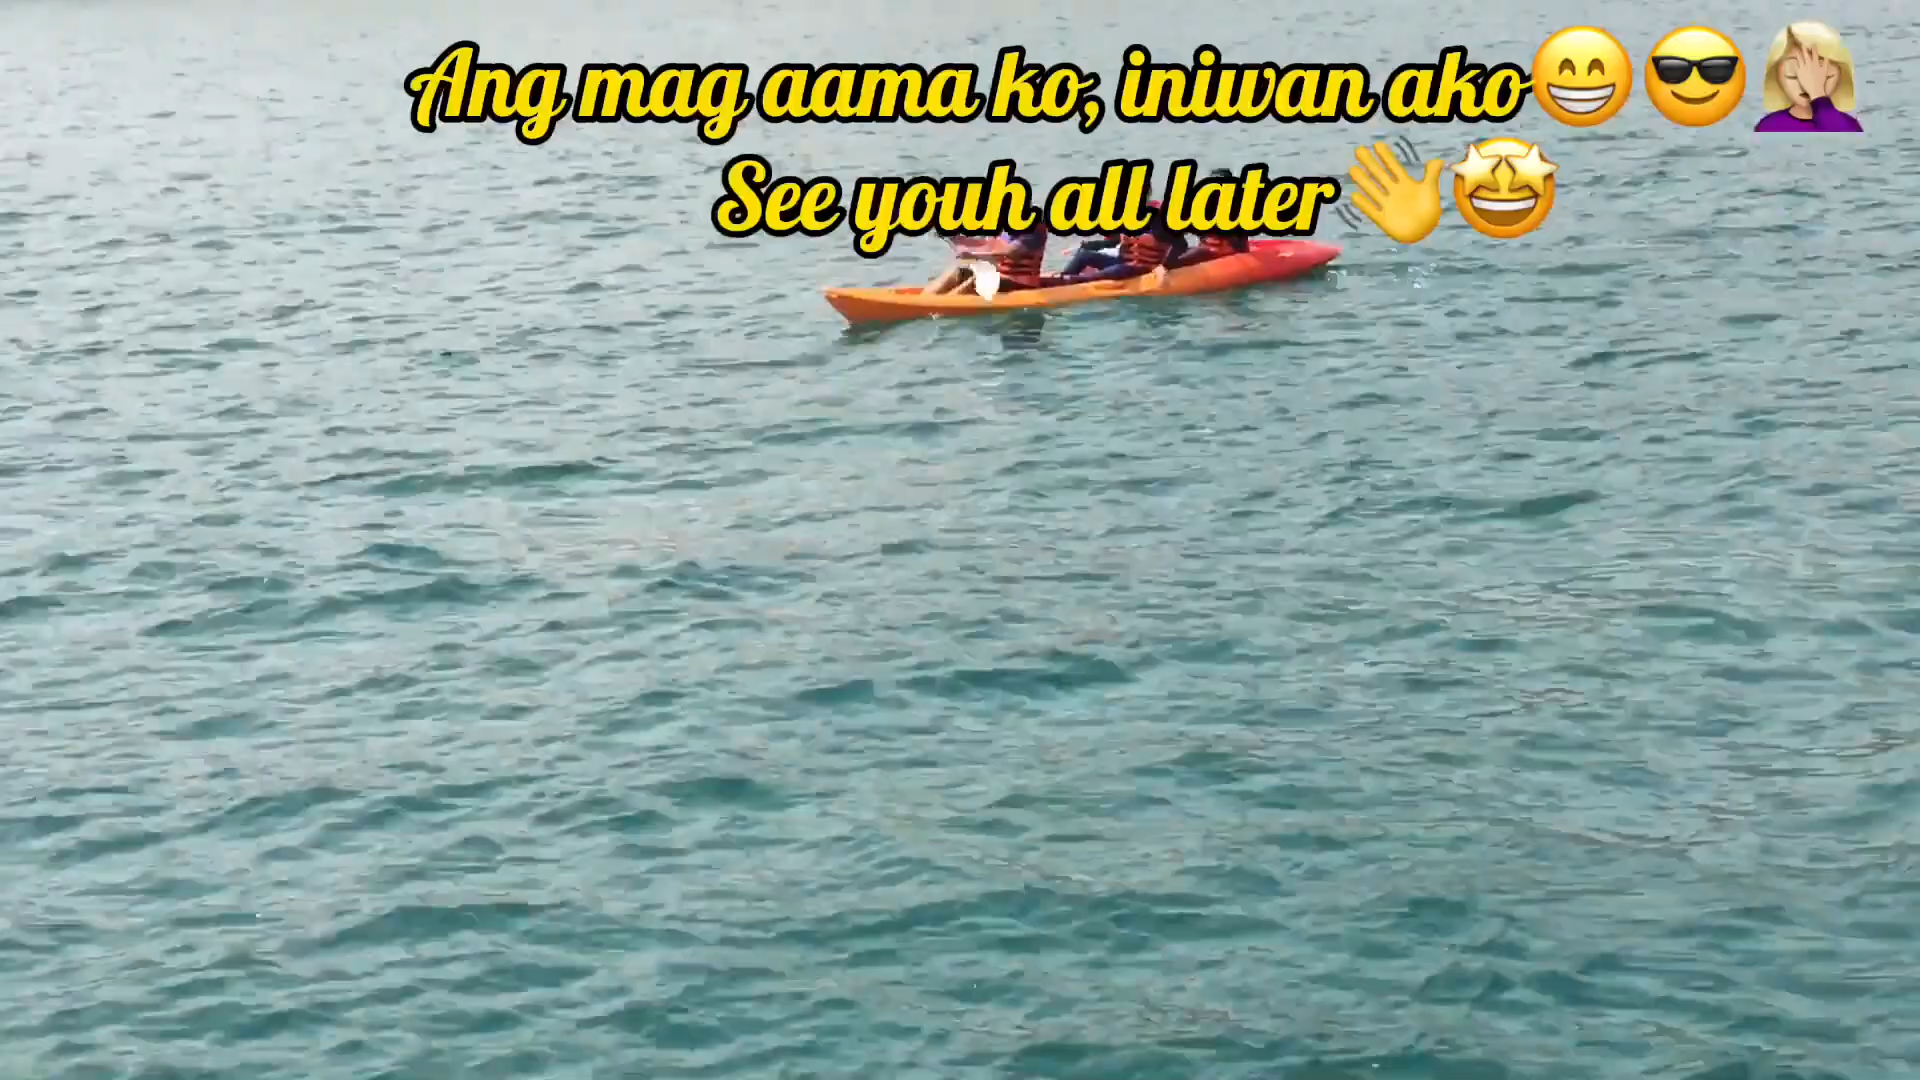 Ang mag aama ko, iniwan ako😁😎🤦🏼‍♀️
See youh all later👋🤩